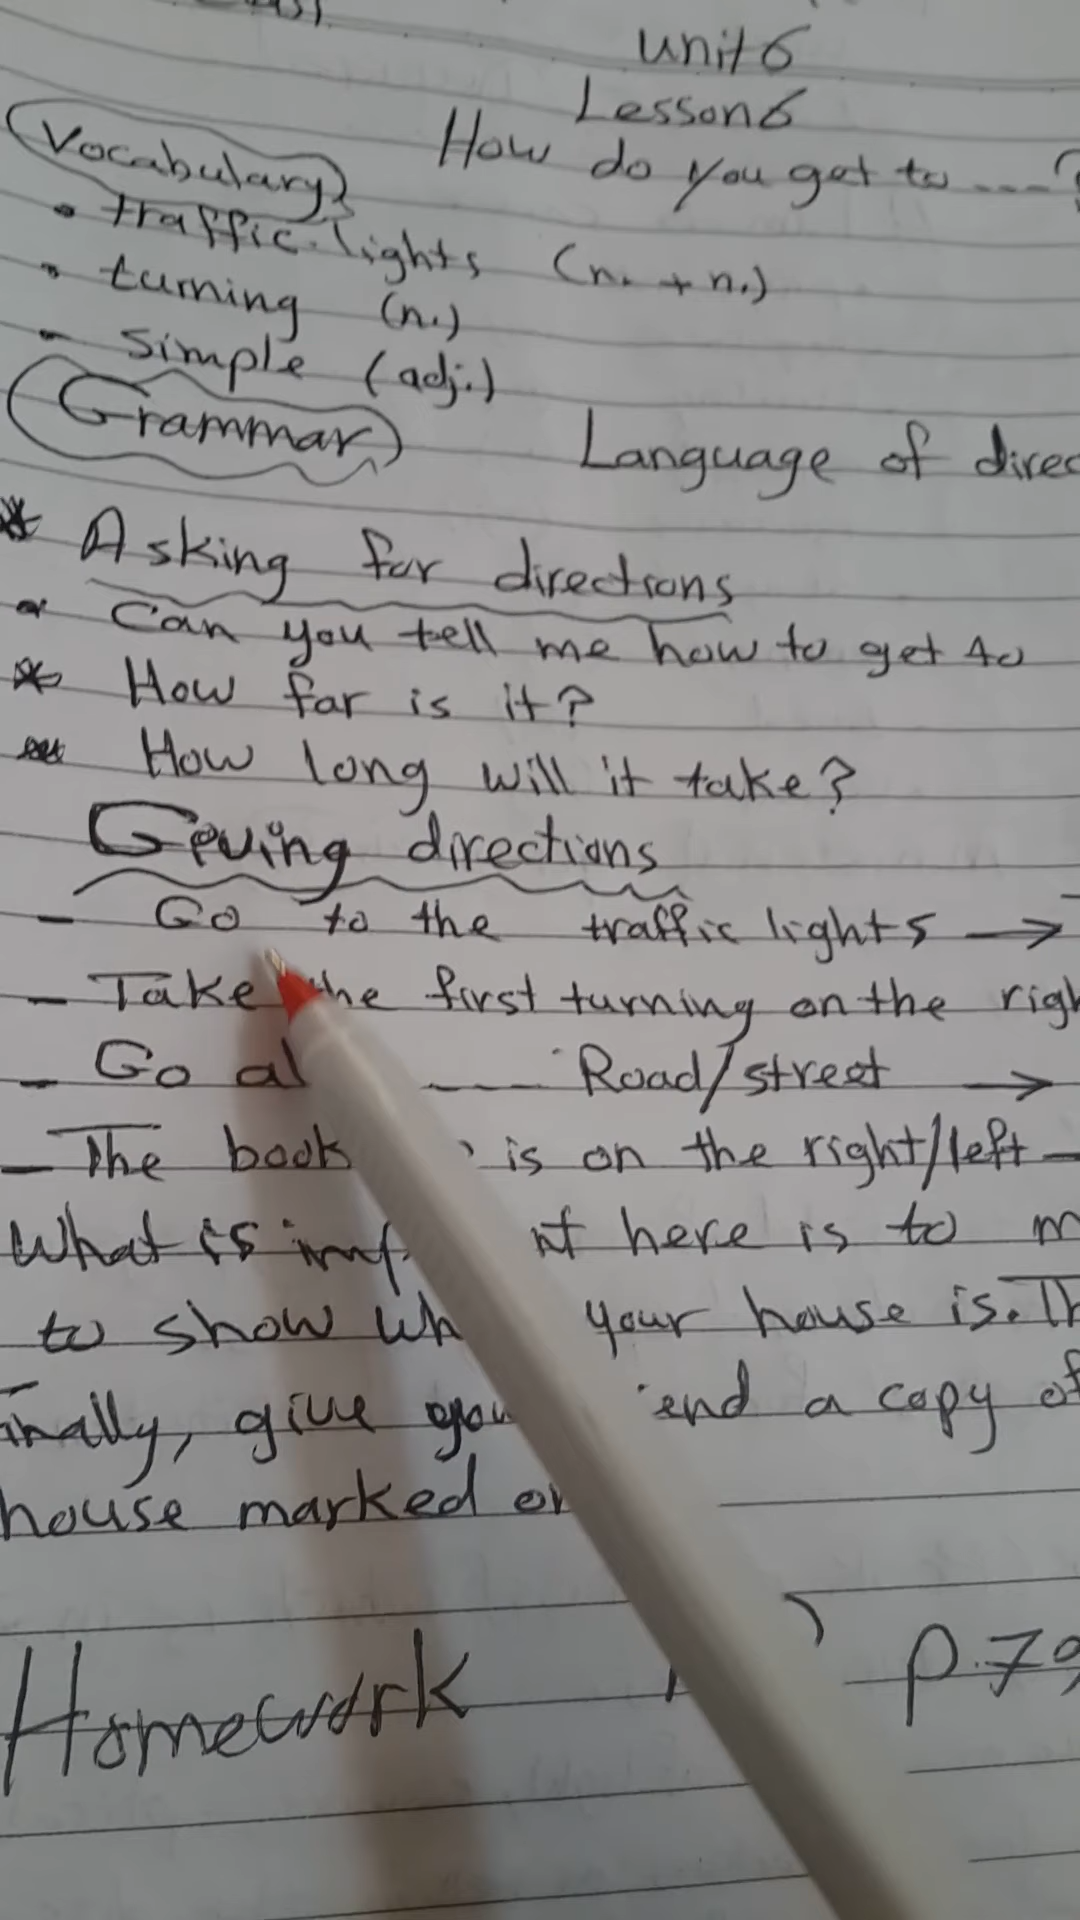 Unit 6
Lesson 6
How do you get to ----?
Vocabulary
• traffic lights (n. + n.)
• turning (n.)
- simple (adj.)
Grammar Language of direc
* Asking for directions
Can you tell me how to get to
* How far is it?
How long will it take?
Geving directions
- Go to the traffic lights →
- Take the first turning on the righ
- Go al ---- Road/street →
- The book is on the right/left -
What is imp nt here is to m
to show wh your house is. Th
inally, give you end a copy of
house marked on
Homework
P. 79